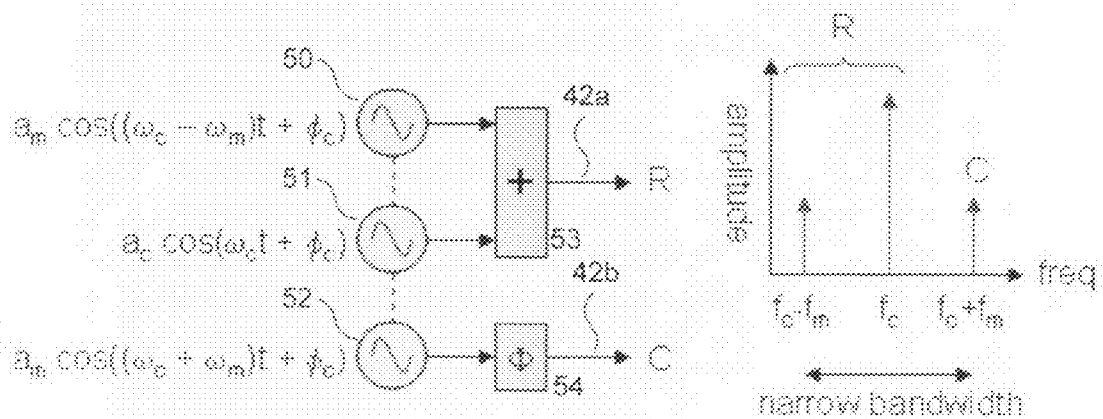 50
a_m cos((ω_c − ω_m)t + ϕ_c)
42a
+
R
51
a_c cos(ω_c t + ϕ_c)
53
52
42b
a_m cos((ω_c + ω_m)t + ϕ_c)
Φ
C
54
R
amplitude
C
freq
f_c-f_m
f_c
f_c+f_m
narrow bandwidth